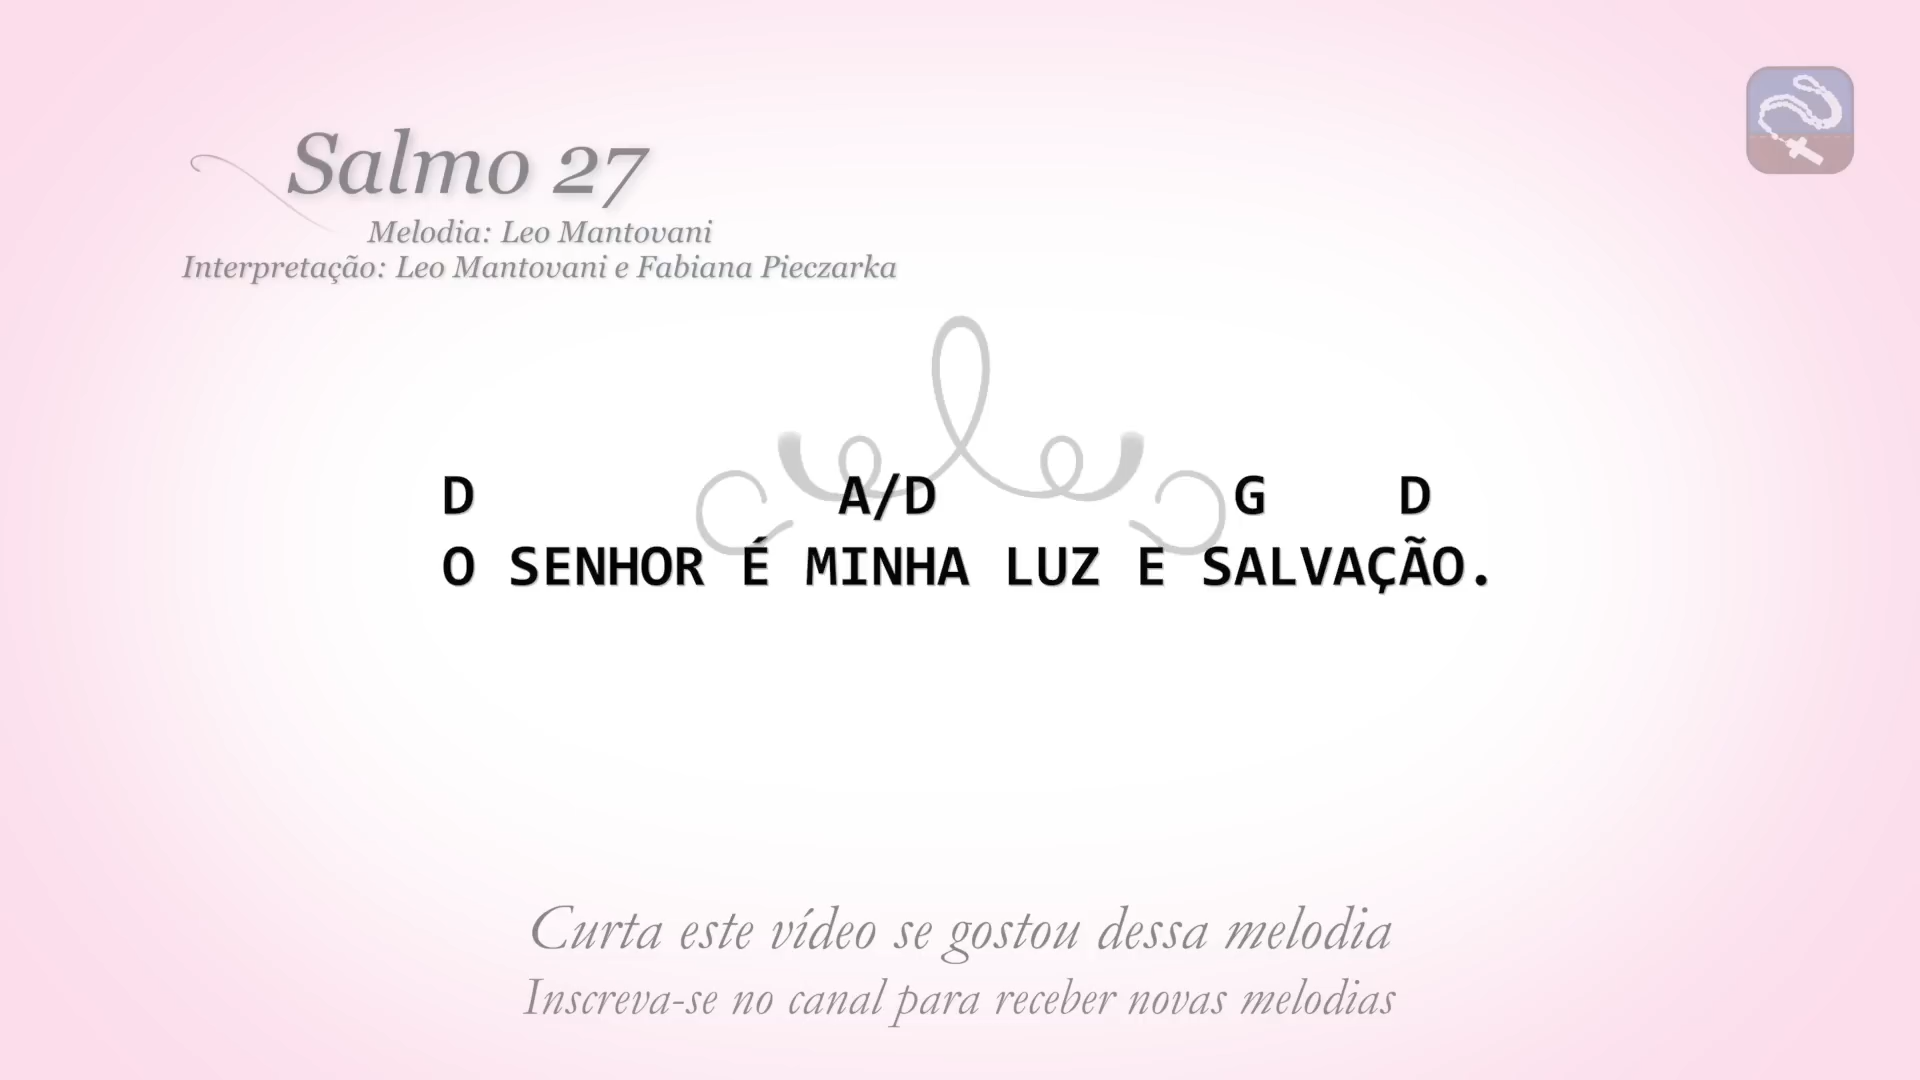 Salmo 27
Melodia: Leo Mantovani
Interpretação: Leo Mantovani e Fabiana Pieczarka
D A/D G D
O SENHOR É MINHA LUZ E SALVAÇÃO.
Curta este vídeo se gostou dessa melodia
Inscreva-se no canal para receber novas melodias